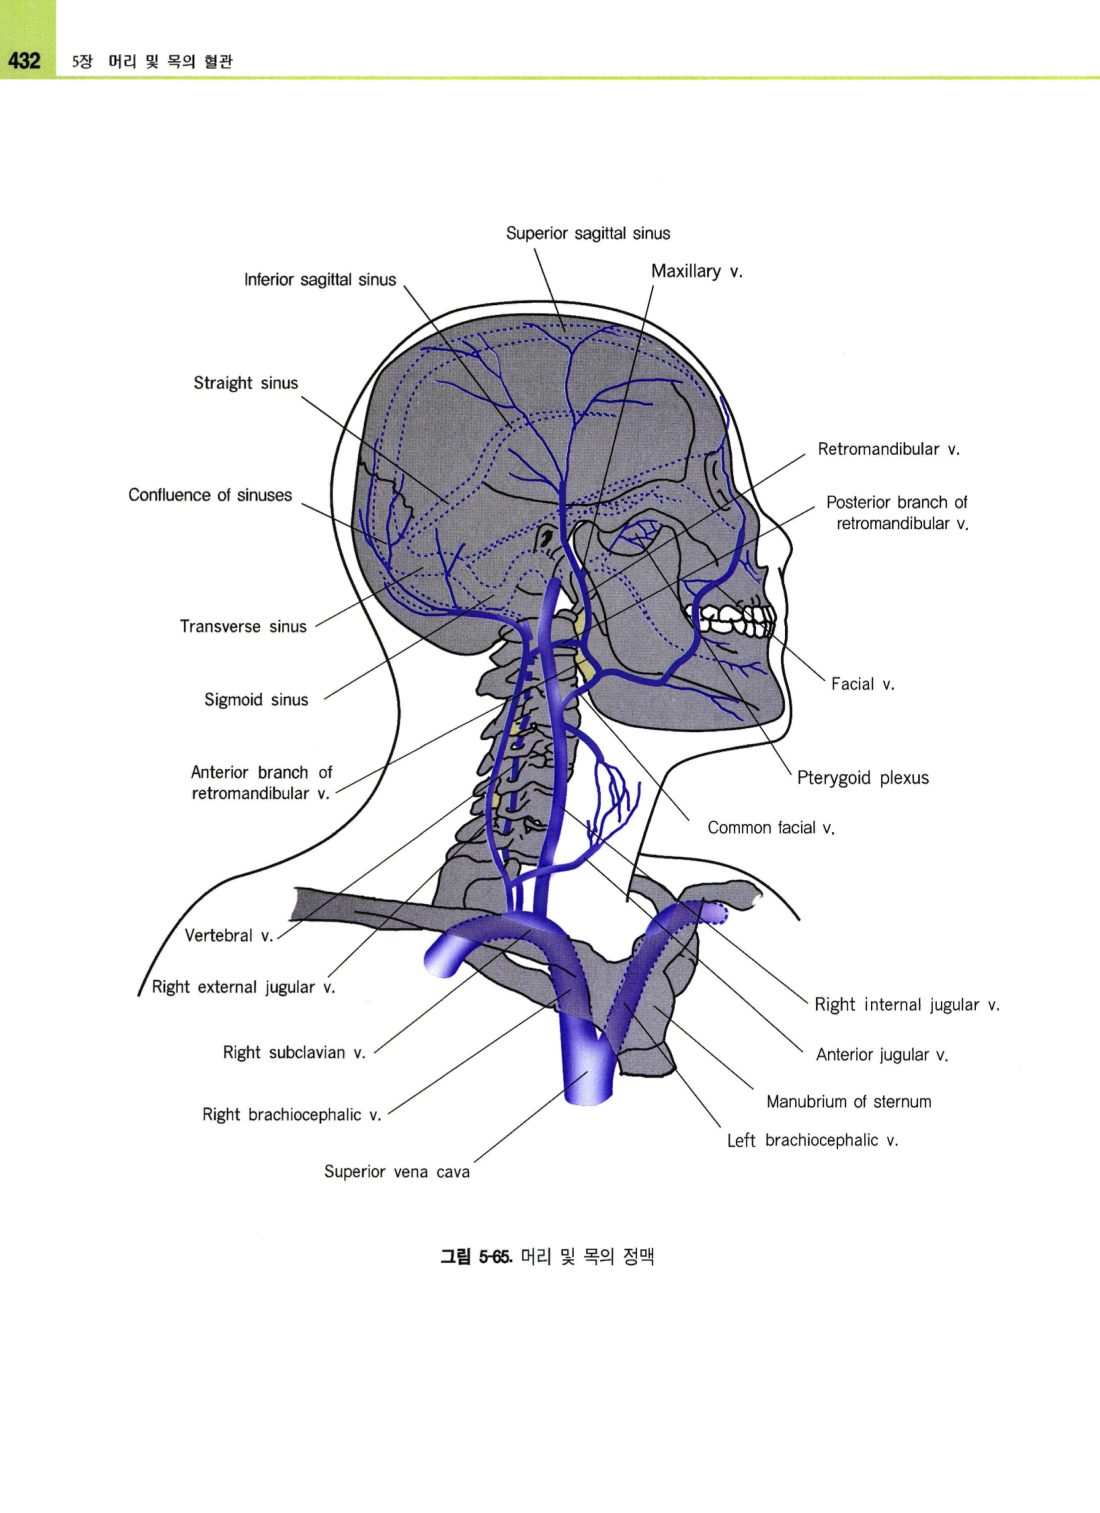 432
5장 머리 및 목의 혈관
Superior sagittal sinus
Maxillary v.
Inferior sagittal sinus
Straight sinus
Retromandibular v.
Confluence of sinuses
Posterior branch of
retromandibular v.
Transverse sinus
Facial v.
Sigmoid sinus
Anterior branch of
retromandibular v.
Pterygoid plexus
Common facial v.
Vertebral v.
Right external jugular v.
Right internal jugular v.
Right subclavian v.
Anterior jugular v.
Manubrium of sternum
Right brachiocephalic v.
Left brachiocephalic v.
Superior vena cava
그림 5-65. 머리 및 목의 정맥